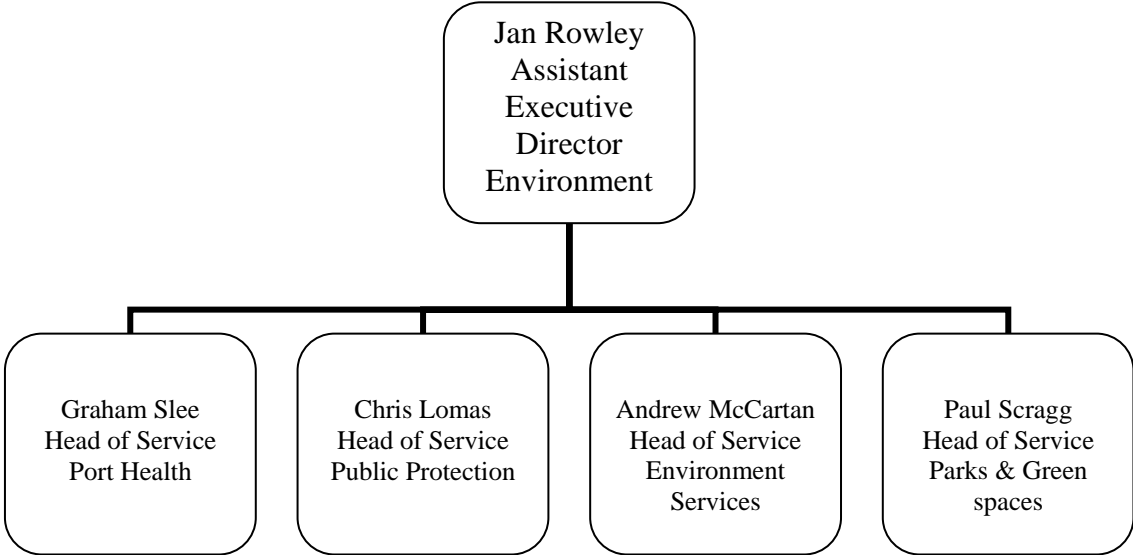 Jan Rowley
Assistant
Executive
Director
Environment
Graham Slee
Head of Service
Port Health
Chris Lomas
Head of Service
Public Protection
Andrew McCartan
Head of Service
Environment
Services
Paul Scragg
Head of Service
Parks & Green
spaces